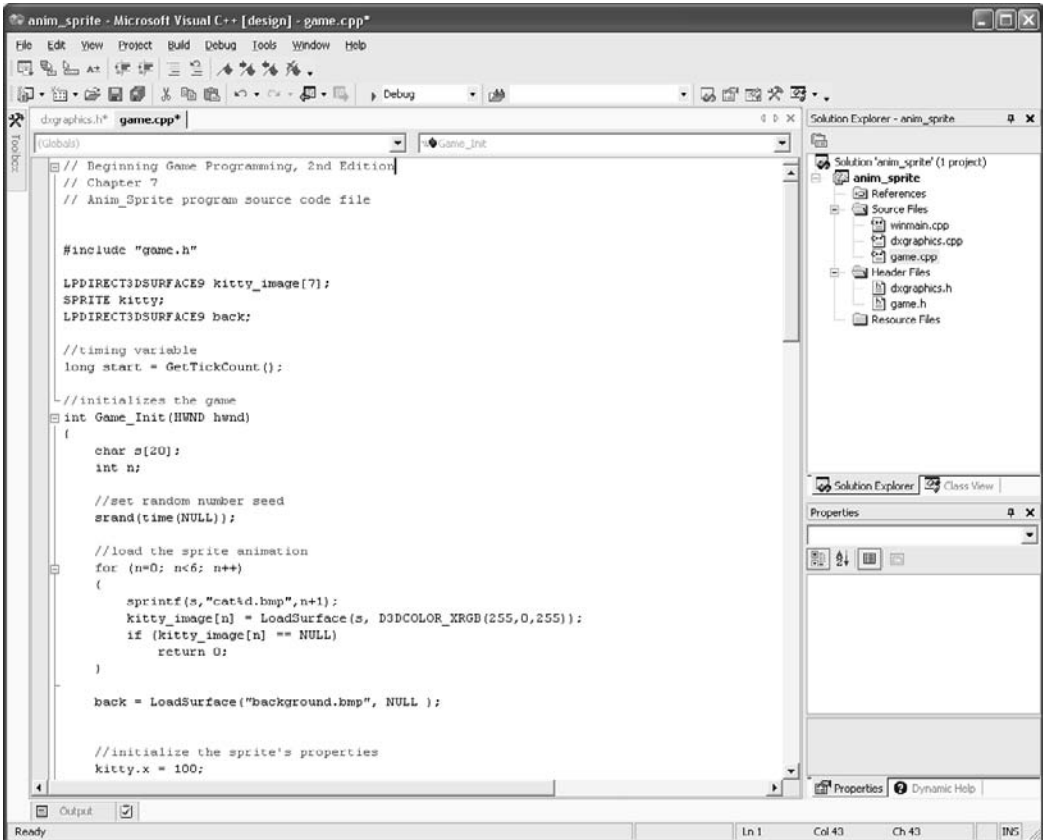 anim_sprite - Microsoft Visual C++ [design] - game.cpp*
File Edit View Project Build Debug Tools Window Help
Debug
Toolbox
dxgraphics.h* game.cpp*
(Globals) Game_Init
// Beginning Game Programming, 2nd Edition
// Chapter 7
// Anim_Sprite program source code file
#include "game.h"
LPDIRECT3DSURFACE9 kitty_image[7];
SPRITE kitty;
LPDIRECT3DSURFACE9 back;
//timing variable
long start = GetTickCount();
//initializes the game
int Game_Init(HWND hwnd)
{
char s[20];
int n;
//set random number seed
srand(time(NULL));
//load the sprite animation
for (n=0; n<6; n++)
{
sprintf(s,"cat%d.bmp",n+1);
kitty_image[n] = LoadSurface(s, D3DCOLOR_XRGB(255,0,255));
if (kitty_image[n] == NULL)
return 0;
}
back = LoadSurface("background.bmp", NULL );
//initialize the sprite's properties
kitty.x = 100;
Solution Explorer - anim_sprite
Solution 'anim_sprite' (1 project)
anim_sprite
References
Source Files
winmain.cpp
dxgraphics.cpp
game.cpp
Header Files
dxgraphics.h
game.h
Resource Files
Solution Explorer Class View
Properties
Properties Dynamic Help
Output
Ready Ln 1 Col 43 Ch 43 INS